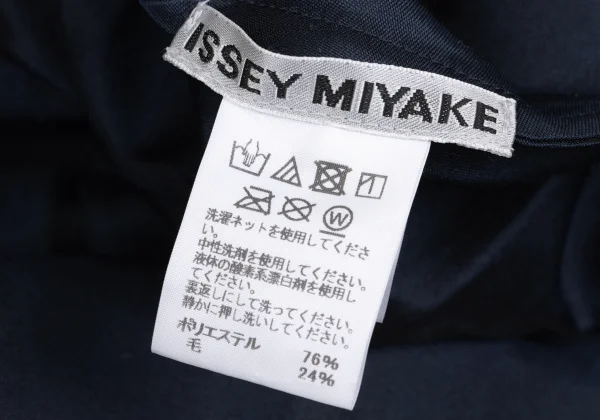 ISSEY MIYAKE
W
洗濯ネットを使用してくださ
い。
中性洗剤を使用してください。
液体の酸素系漂白剤を使用し
てください。
裏返しにして洗ってください。
静かに押し洗いしてください。
ポリエステル 76%
毛 24%